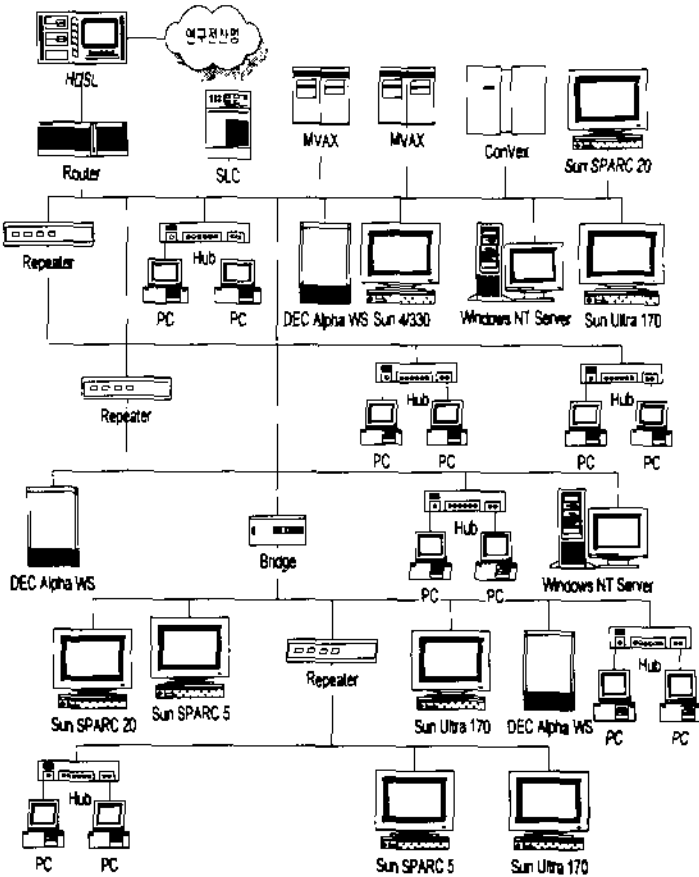 연구전산망
HDSL
MVAX
MVAX
ConVex
Sun SPARC 20
Router
SLC
Repeater
Hub
PC
PC
DEC Alpha WS
Sun 4/330
Windows NT Server
Sun Ultra 170
Repeater
Hub
PC
PC
Hub
PC
PC
DEC Alpha WS
Bridge
Hub
PC
PC
Windows NT Server
Sun SPARC 20
Sun SPARC 5
Repeater
Sun Ultra 170
DEC Alpha WS
Hub
PC
PC
Hub
PC
PC
Sun SPARC 5
Sun Ultra 170